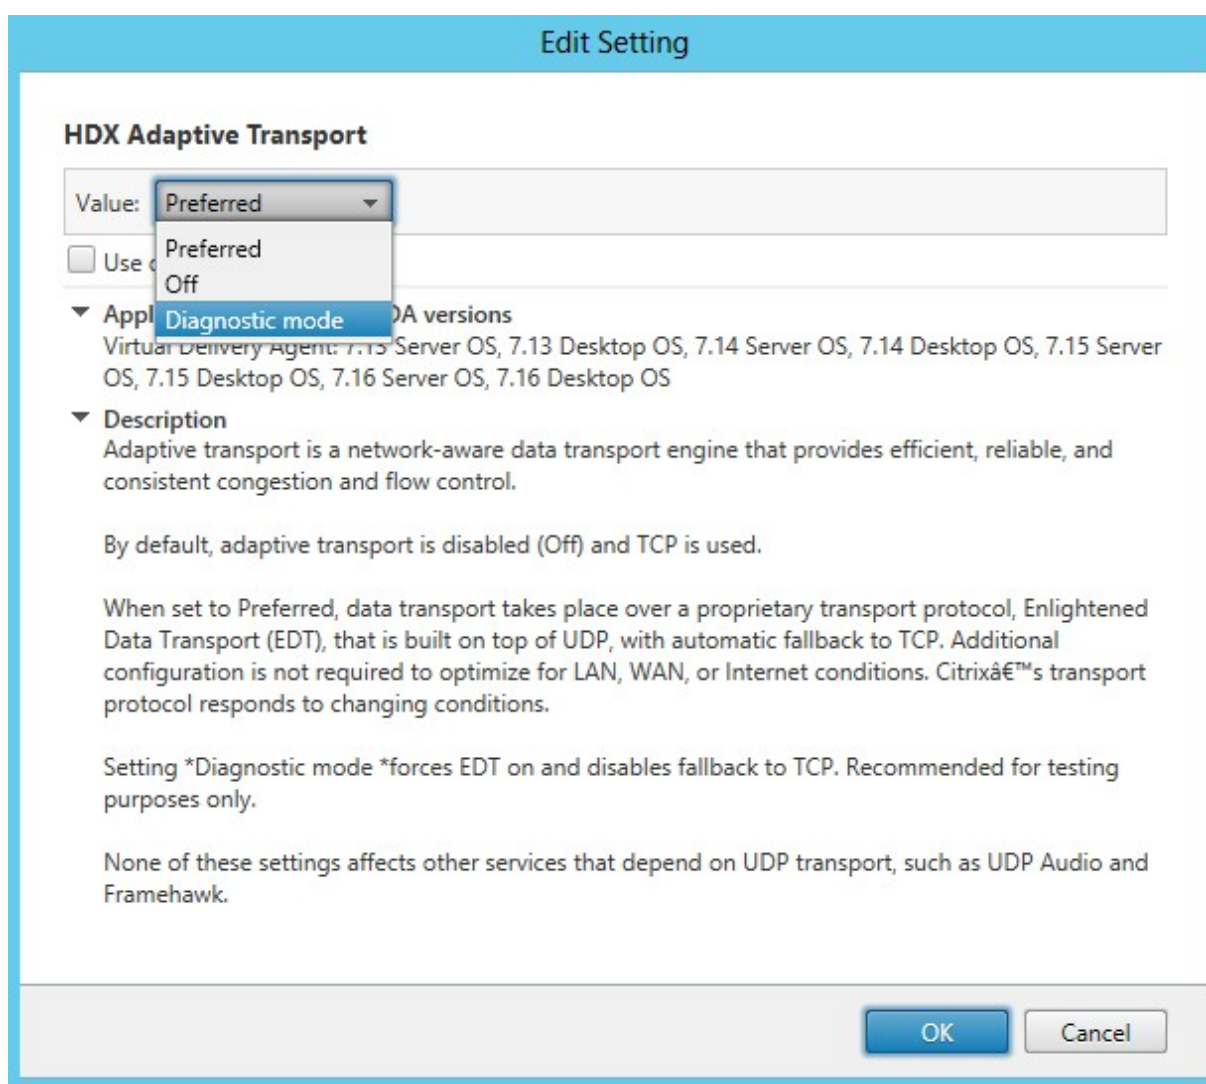 Edit Setting
HDX Adaptive Transport
Value: Preferred
Preferred
Use
Off
Diagnostic mode
Appl DA versions
Virtual Delivery Agent: 7.13 Server OS, 7.13 Desktop OS, 7.14 Server OS, 7.14 Desktop OS, 7.15 Server
OS, 7.15 Desktop OS, 7.16 Server OS, 7.16 Desktop OS
Description
Adaptive transport is a network-aware data transport engine that provides efficient, reliable, and
consistent congestion and flow control.
By default, adaptive transport is disabled (Off) and TCP is used.
When set to Preferred, data transport takes place over a proprietary transport protocol, Enlightened
Data Transport (EDT), that is built on top of UDP, with automatic fallback to TCP. Additional
configuration is not required to optimize for LAN, WAN, or Internet conditions. Citrixâ€™s transport
protocol responds to changing conditions.
Setting *Diagnostic mode *forces EDT on and disables fallback to TCP. Recommended for testing
purposes only.
None of these settings affects other services that depend on UDP transport, such as UDP Audio and
Framehawk.
OK
Cancel